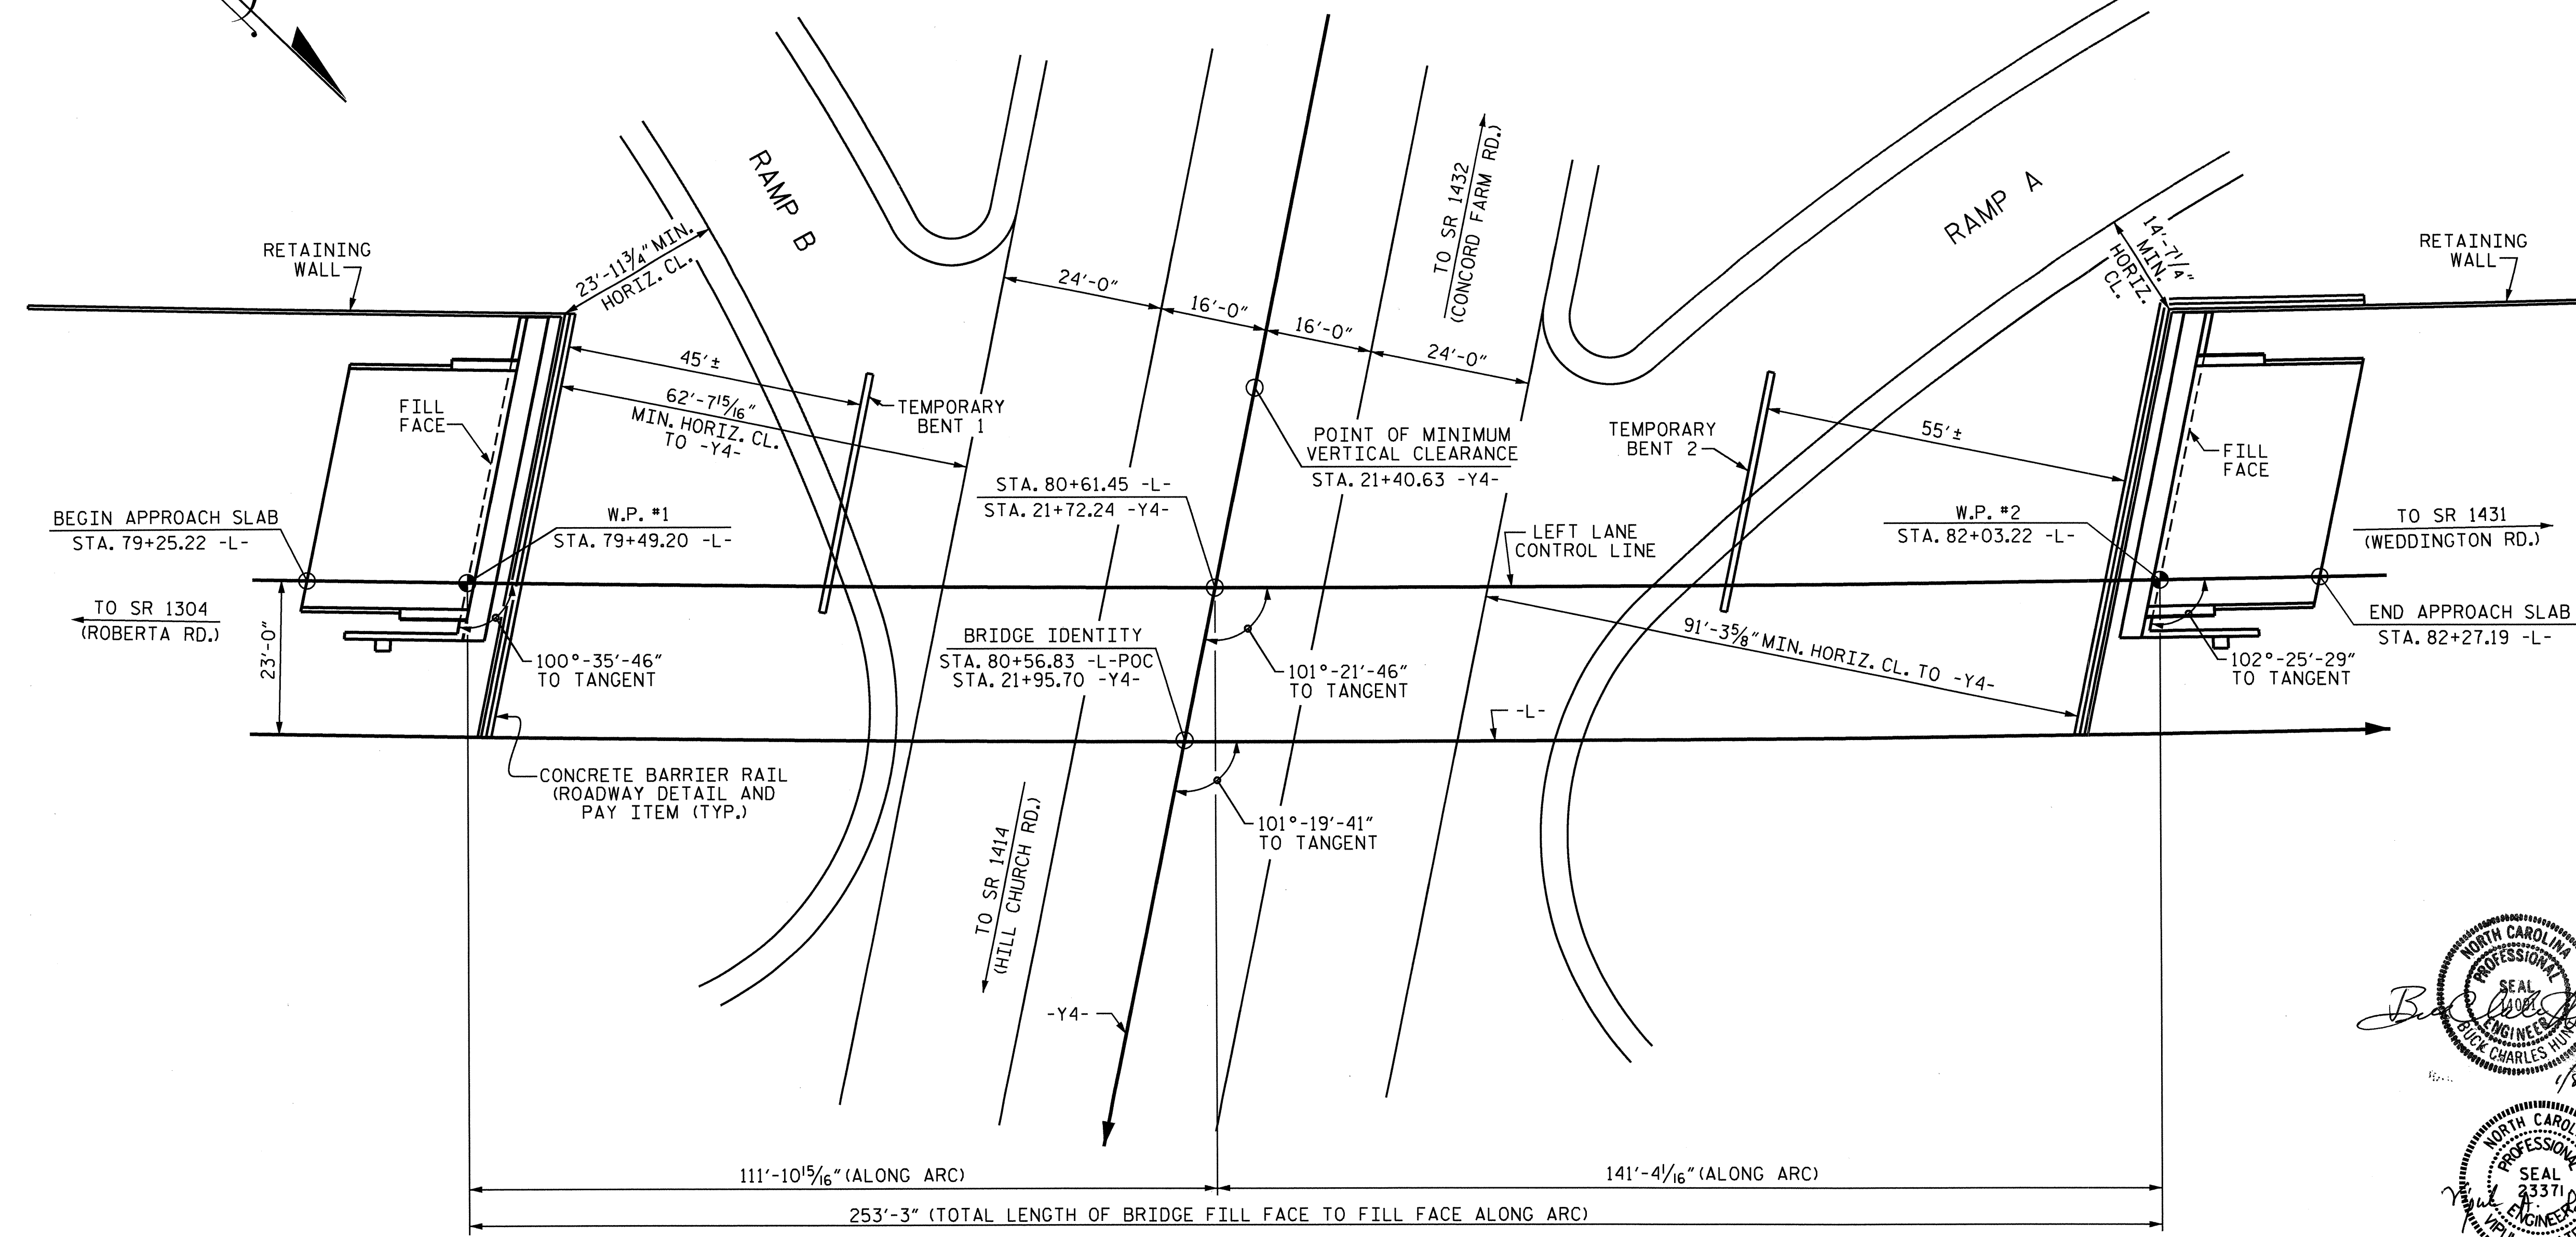 RETAINING
WALL
23'-11 3/4" MIN.
HORIZ. CL.
RAMP B
24'-0"
16'-0"
16'-0"
24'-0"
TO SR 1432
(CONCORD FARM RD.)
RAMP A
14'-7 1/4"
MIN.
HORIZ.
CL.
RETAINING
WALL
45'±
62'-7 15/16"
MIN. HORIZ. CL.
TO -Y4-
FILL
FACE
TEMPORARY
BENT 1
POINT OF MINIMUM
VERTICAL CLEARANCE
STA. 21+40.63 -Y4-
TEMPORARY
BENT 2
55'±
FILL
FACE
BEGIN APPROACH SLAB
STA. 79+25.22 -L-
W.P. #1
STA. 79+49.20 -L-
STA. 80+61.45 -L-
STA. 21+72.24 -Y4-
LEFT LANE
CONTROL LINE
W.P. #2
STA. 82+03.22 -L-
TO SR 1431
(WEDDINGTON RD.)
TO SR 1304
(ROBERTA RD.)
23'-0"
100°-35'-46"
TO TANGENT
BRIDGE IDENTITY
STA. 80+56.83 -L-POC
STA. 21+95.70 -Y4-
101°-21'-46"
TO TANGENT
91'-3 5/8" MIN. HORIZ. CL. TO -Y4-
102°-25'-29"
TO TANGENT
END APPROACH SLAB
STA. 82+27.19 -L-
-L-
CONCRETE BARRIER RAIL
(ROADWAY DETAIL AND
PAY ITEM (TYP.)
101°-19'-41"
TO TANGENT
TO SR 1414
(HILL CHURCH RD.)
-Y4-
NORTH CAROLINA
PROFESSIONAL
SEAL
ENGINEER
BUCK CHARLES
111'-10 15/16" (ALONG ARC)
141'-4 1/16" (ALONG ARC)
253'-3" (TOTAL LENGTH OF BRIDGE FILL FACE TO FILL FACE ALONG ARC)
NORTH
SEAL
23371
ENGINEER